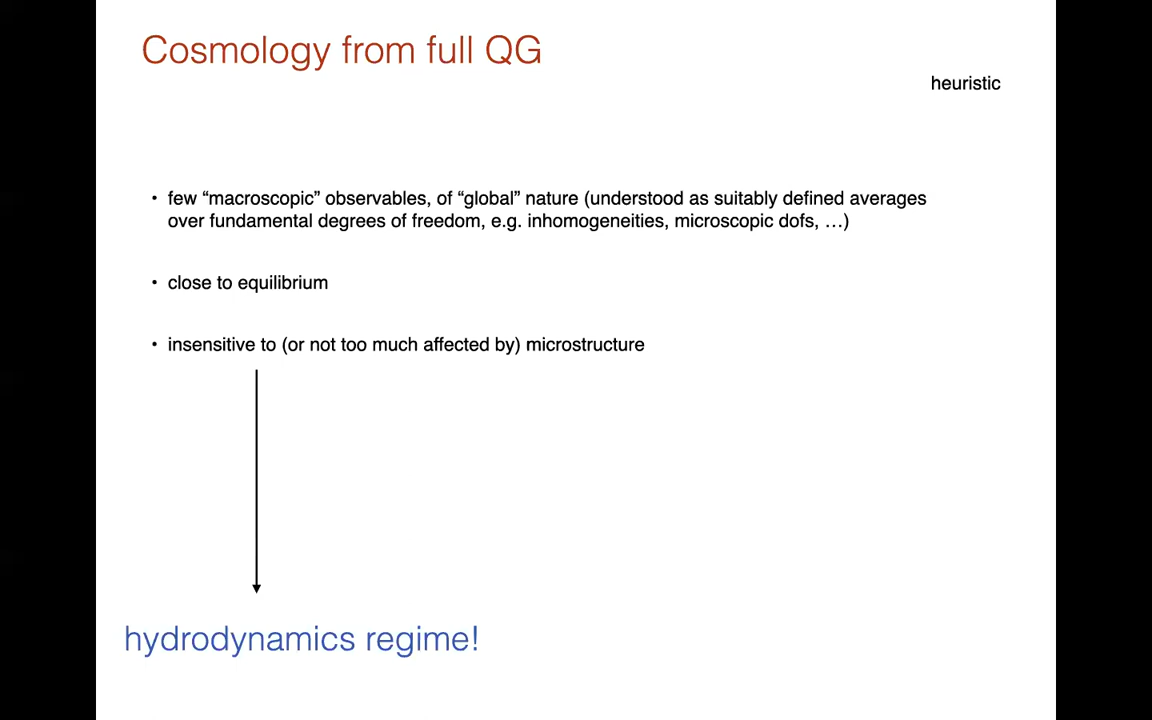 Cosmology from full QG
heuristic
• few “macroscopic” observables, of “global” nature (understood as suitably defined averages
over fundamental degrees of freedom, e.g. inhomogeneities, microscopic dofs, …)
• close to equilibrium
• insensitive to (or not too much affected by) microstructure
hydrodynamics regime!